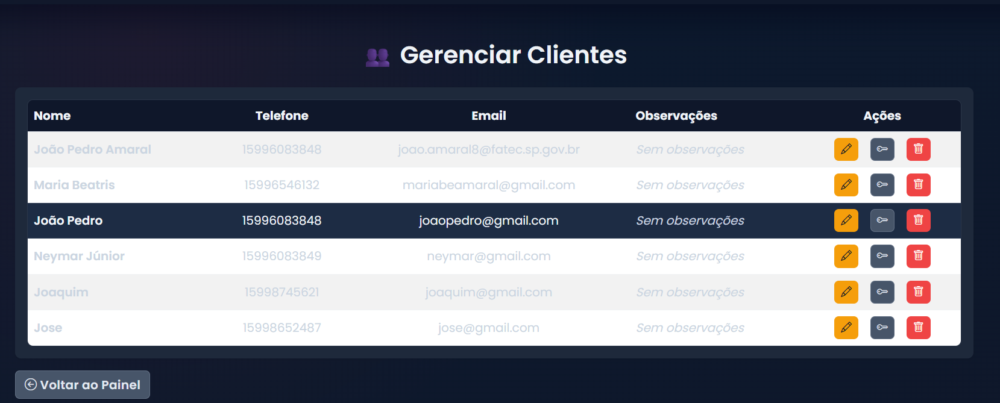 Gerenciar Clientes
Nome Telefone Email Observações Ações
João Pedro Amaral 15996083848 joao.amaral8@fatec.sp.gov.br Sem observações
Maria Beatris 15996546132 mariabeamaral@gmail.com Sem observações
João Pedro 15996083848 joaopedro@gmail.com Sem observações
Neymar Júnior 15996083849 neymar@gmail.com Sem observações
Joaquim 15998745621 joaquim@gmail.com Sem observações
Jose 15998652487 jose@gmail.com Sem observações
Voltar ao Painel